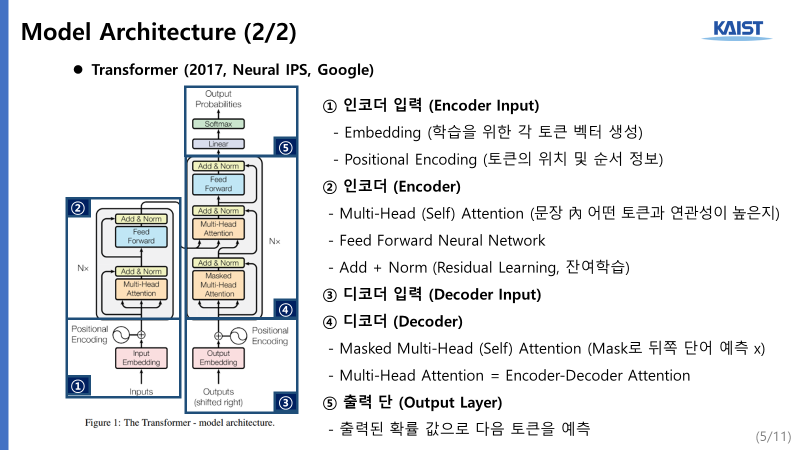 Model Architecture (2/2)
KAIST
● Transformer (2017, Neural IPS, Google)
Output
Probabilities
Softmax
Linear
⑤
Add & Norm
Feed
Forward
②
Add & Norm
Add & Norm
Multi-Head
Attention
Feed
Forward
N×
N×
Add & Norm
Add & Norm
Masked
Multi-Head
Attention
Multi-Head
Attention
④
Positional
Encoding
Positional
Encoding
Input
Embedding
Output
Embedding
①
Inputs
Outputs
(shifted right)
③
Figure 1: The Transformer - model architecture.
① 인코더 입력 (Encoder Input)
- Embedding (학습을 위한 각 토큰 벡터 생성)
- Positional Encoding (토큰의 위치 및 순서 정보)
② 인코더 (Encoder)
- Multi-Head (Self) Attention (문장 內 어떤 토큰과 연관성이 높은지)
- Feed Forward Neural Network
- Add + Norm (Residual Learning, 잔여학습)
③ 디코더 입력 (Decoder Input)
④ 디코더 (Decoder)
- Masked Multi-Head (Self) Attention (Mask로 뒤쪽 단어 예측 x)
- Multi-Head Attention = Encoder-Decoder Attention
⑤ 출력 단 (Output Layer)
- 출력된 확률 값으로 다음 토큰을 예측
(5/11)